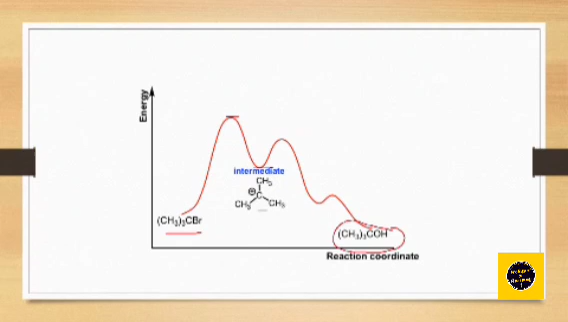 Energy
intermediate
CH₃
⊕
C
CH₃ CH₃
(CH₃)₃CBr
(CH₃)₃COH
Reaction coordinate